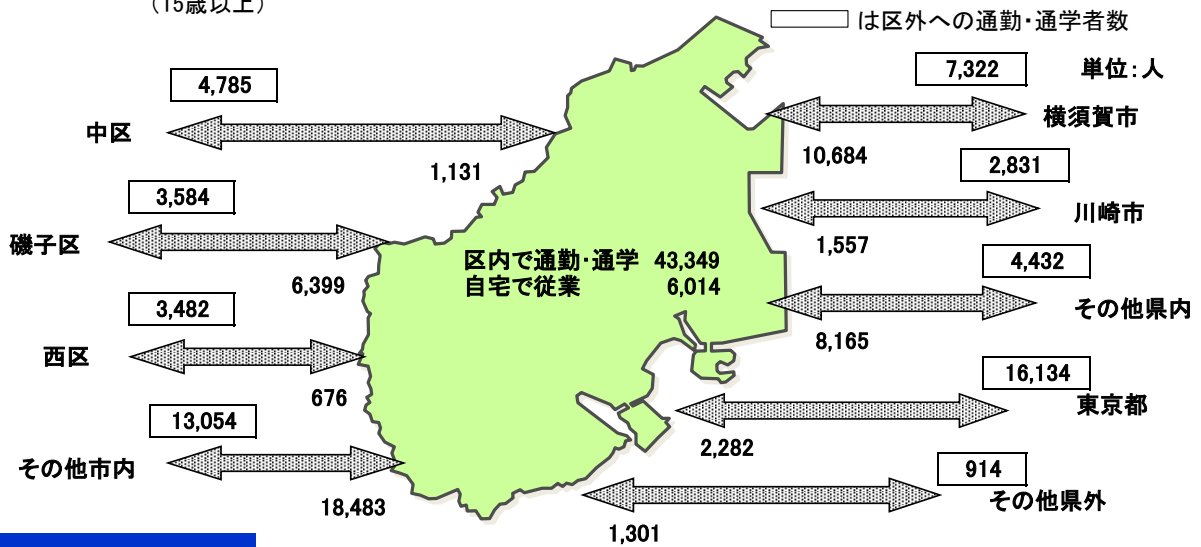 （15歳以上）
は区外への通勤・通学者数
単位：人
4,785
中区
1,131
3,584
磯子区
6,399
3,482
西区
676
13,054
その他市内
18,483
区内で通勤・通学 43,349
自宅で従業 6,014
7,322
横須賀市
10,684
2,831
川崎市
1,557
4,432
その他県内
8,165
16,134
東京都
2,282
914
その他県外
1,301